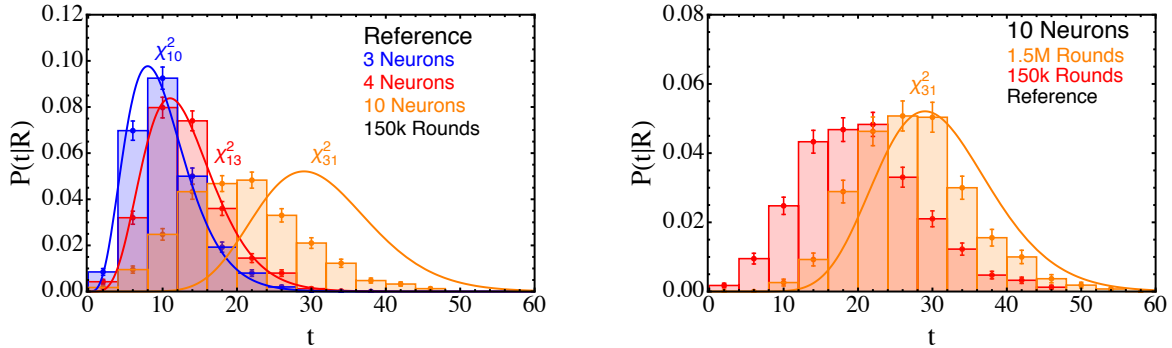 Reference
3 Neurons
4 Neurons
10 Neurons
150k Rounds
χ²₁₀
χ²₁₃
χ²₃₁
P(t|R)
0.10
0.08
0.06
0.04
0.02
0.00
0 10 20 30 40 50 60
t
10 Neurons
1.5M Rounds
150k Rounds
Reference
χ²₃₁
P(t|R)
0.08
0.06
0.04
0.02
0.00
0 10 20 30 40 50 60
t